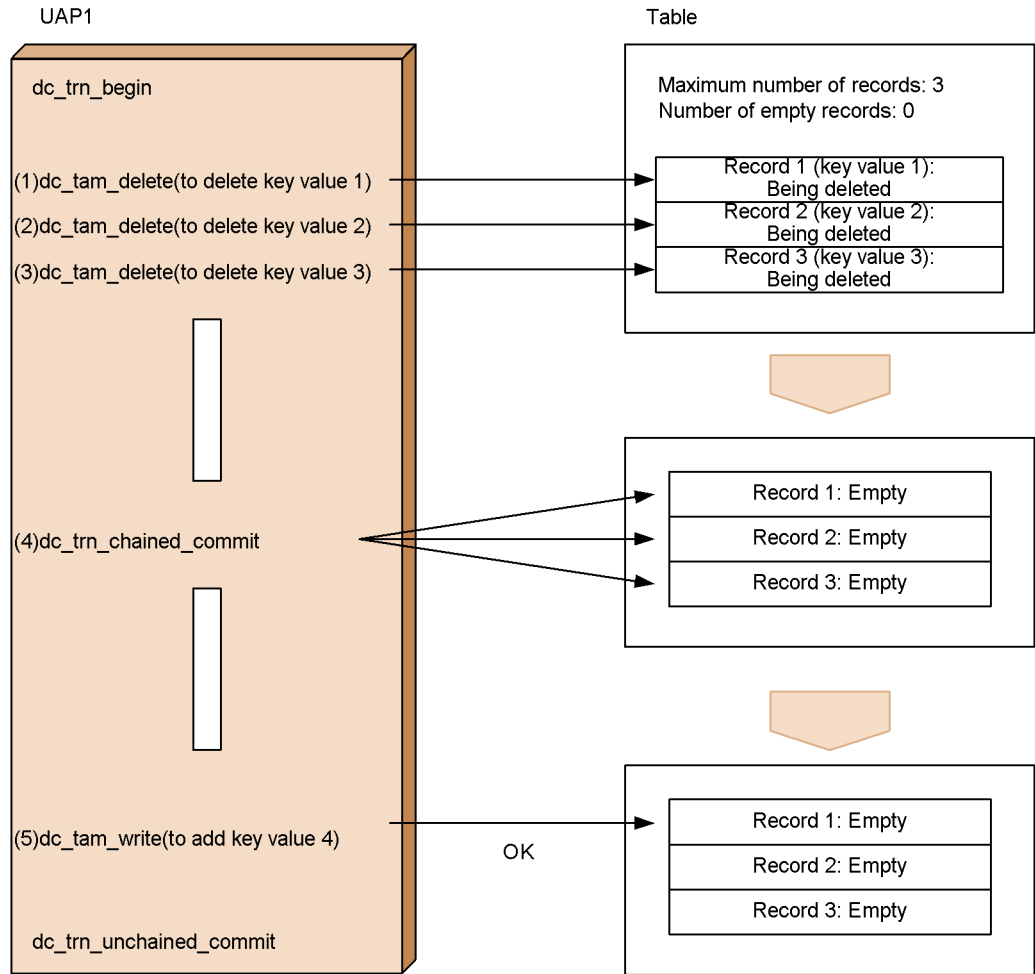 UAP1
Table
dc_trn_begin
Maximum number of records: 3
Number of empty records: 0
(1)dc_tam_delete(to delete key value 1)
Record 1 (key value 1):
Being deleted
(2)dc_tam_delete(to delete key value 2)
Record 2 (key value 2):
Being deleted
(3)dc_tam_delete(to delete key value 3)
Record 3 (key value 3):
Being deleted
(4)dc_trn_chained_commit
Record 1: Empty
Record 2: Empty
Record 3: Empty
(5)dc_tam_write(to add key value 4)
OK
Record 1: Empty
Record 2: Empty
Record 3: Empty
dc_trn_unchained_commit